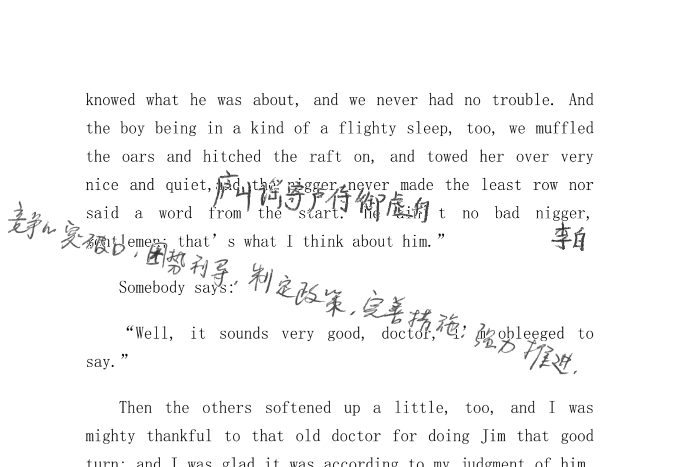 knowed what he was about, and we never had no trouble. And
the boy being in a kind of a flighty sleep, too, we muffled
the oars and hitched the raft on, and towed her over very
nice and quiet, and the nigger never made the least row nor
庐山谣寄卢侍御虚舟
said a word from the start. He ain't no bad nigger,
李白
gentlemen; that’s what I think about him.”
竞争 突破口，因势利导，制定政策，完善措施，强力推进.
Somebody says:
“Well, it sounds very good, doctor, I'm obleeged to
say.”
Then the others softened up a little, too, and I was
mighty thankful to that old doctor for doing Jim that good
turn; and I was glad it was according to my judgment of him